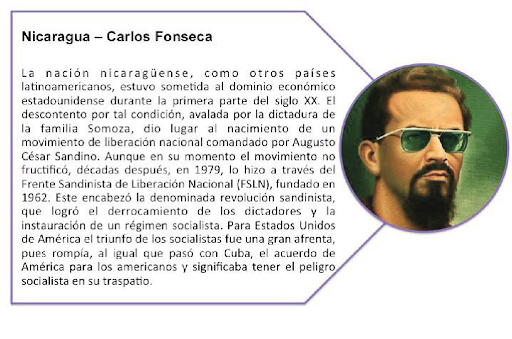 Nicaragua – Carlos Fonseca
La nación nicaragüense, como otros países
latinoamericanos, estuvo sometida al dominio económico
estadounidense durante la primera parte del siglo XX. El
descontento por tal condición, avalada por la dictadura de
la familia Somoza, dio lugar al nacimiento de un
movimiento de liberación nacional comandado por Augusto
César Sandino. Aunque en su momento el movimiento no
fructificó, décadas después, en 1979, lo hizo a través del
Frente Sandinista de Liberación Nacional (FSLN), fundado en
1962. Este encabezó la denominada revolución sandinista,
que logró el derrocamiento de los dictadores y la
instauración de un régimen socialista. Para Estados Unidos
de América el triunfo de los socialistas fue una gran afrenta,
pues rompía, al igual que pasó con Cuba, el acuerdo de
América para los americanos y significaba tener el peligro
socialista en su traspatio.